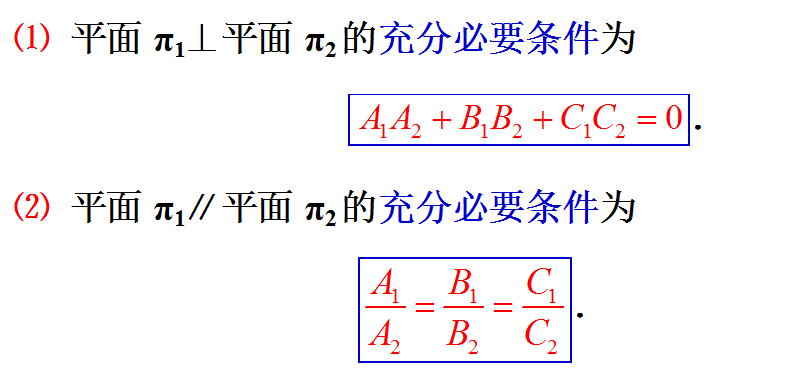 (1) 平面 π₁⊥平面 π₂的充分必要条件为
A₁A₂ + B₁B₂ + C₁C₂ = 0 .
(2) 平面 π₁∥平面 π₂的充分必要条件为
A₁/A₂ = B₁/B₂ = C₁/C₂ .